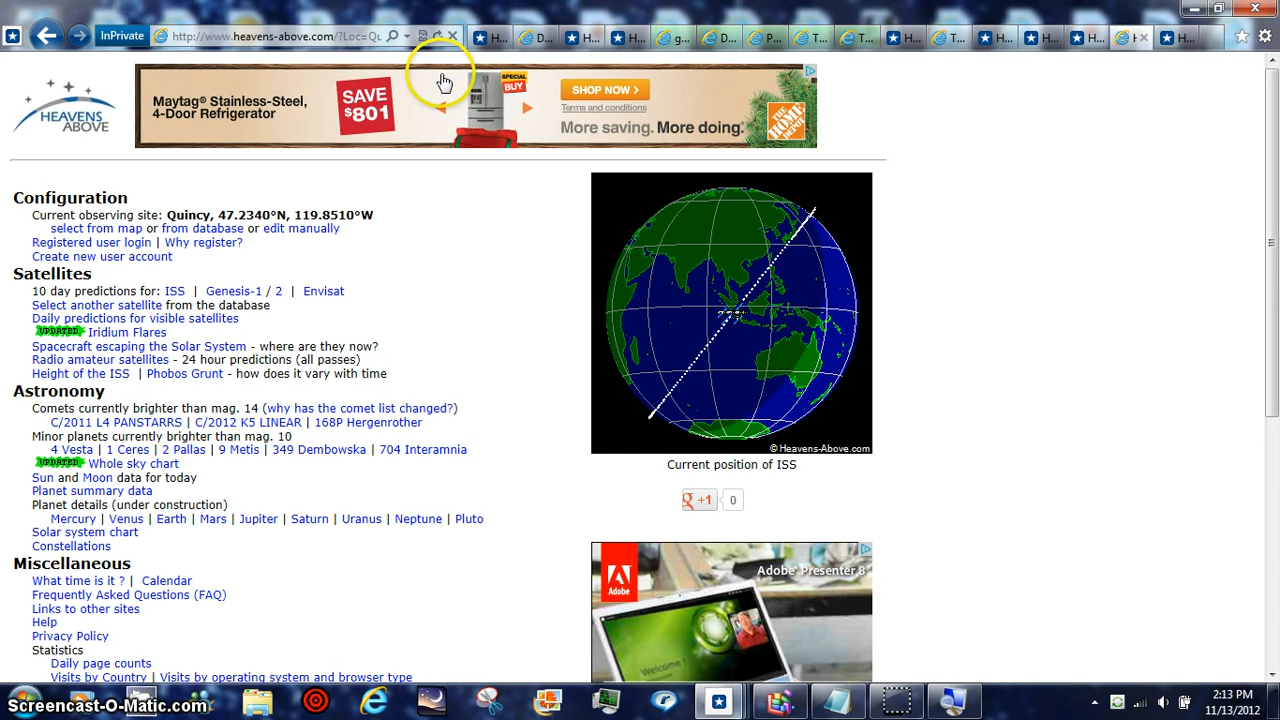 InPrivate
http://www.heavens-above.com/?Loc=Qu
H...
D...
H...
H...
g...
D...
P...
T...
T...
H...
T...
H...
H...
H...
H...
HEAVENS
ABOVE
Maytag® Stainless-Steel,
4-Door Refrigerator
SAVE
$801
SPECIAL
BUY
SHOP NOW >
Terms and conditions
More saving. More doing.™
THE HOME DEPOT
Configuration
Current observing site: Quincy, 47.2340°N, 119.8510°W
select from map or from database or edit manually
Registered user login | Why register?
Create new user account
Satellites
10 day predictions for: ISS | Genesis-1 / 2 | Envisat
Select another satellite from the database
Daily predictions for visible satellites
UPDATED Iridium Flares
Spacecraft escaping the Solar System - where are they now?
Radio amateur satellites - 24 hour predictions (all passes)
Height of the ISS | Phobos Grunt - how does it vary with time
Astronomy
Comets currently brighter than mag. 14 (why has the comet list changed?)
C/2011 L4 PANSTARRS | C/2012 K5 LINEAR | 168P Hergenrother
Minor planets currently brighter than mag. 10
4 Vesta | 1 Ceres | 2 Pallas | 9 Metis | 349 Dembowska | 704 Interamnia
UPDATED Whole sky chart
Sun and Moon data for today
Planet summary data
Planet details (under construction)
Mercury | Venus | Earth | Mars | Jupiter | Saturn | Uranus | Neptune | Pluto
Solar system chart
Constellations
Miscellaneous
What time is it ? | Calendar
Frequently Asked Questions (FAQ)
Links to other sites
Help
Privacy Policy
Statistics
Daily page counts
Visits by Country | Visits by operating system and browser type
© Heavens-Above.com
Current position of ISS
g +1 0
Adobe
Adobe® Presenter 8
Welcome
Screencast-O-Matic.com
2:13 PM
11/13/2012